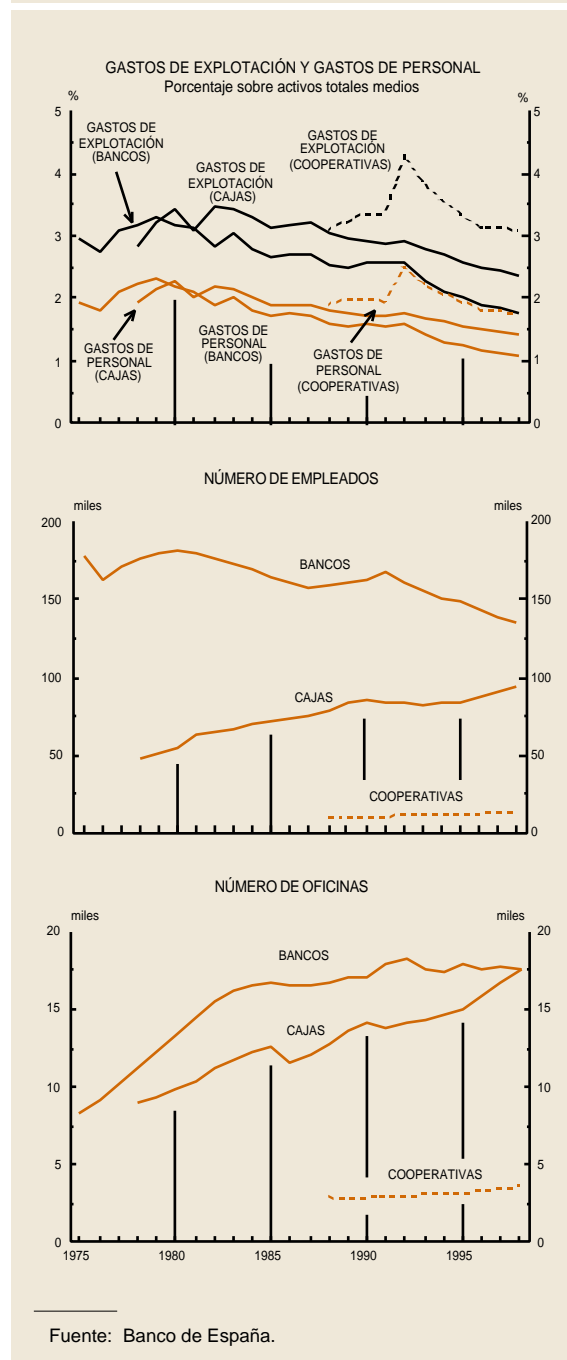 GASTOS DE EXPLOTACIÓN Y GASTOS DE PERSONAL
Porcentaje sobre activos totales medios
%
%
5
4
3
2
1
0
5
4
3
2
1
0
GASTOS DE
EXPLOTACIÓN
(BANCOS)
GASTOS DE
EXPLOTACIÓN
(CAJAS)
GASTOS DE
EXPLOTACIÓN
(COOPERATIVAS)
GASTOS DE
PERSONAL
(CAJAS)
GASTOS DE
PERSONAL
(BANCOS)
GASTOS DE
PERSONAL
(COOPERATIVAS)
NÚMERO DE EMPLEADOS
miles
miles
200
150
100
50
0
200
150
100
50
0
BANCOS
CAJAS
COOPERATIVAS
NÚMERO DE OFICINAS
miles
miles
20
15
10
5
0
20
15
10
5
0
BANCOS
CAJAS
COOPERATIVAS
1975
1980
1985
1990
1995
Fuente: Banco de España.